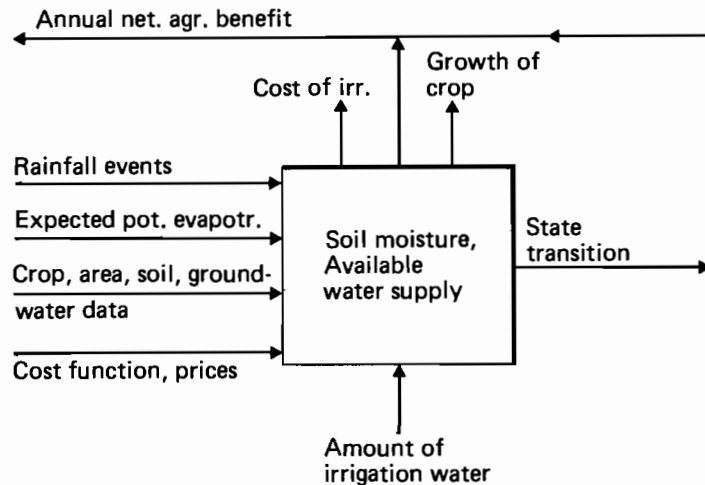 Annual net. agr. benefit
Cost of irr.
Growth of
crop
Rainfall events
Expected pot. evapotr.
Crop, area, soil, ground-
water data
Cost function, prices
Soil moisture,
Available
water supply
State
transition
Amount of
irrigation water